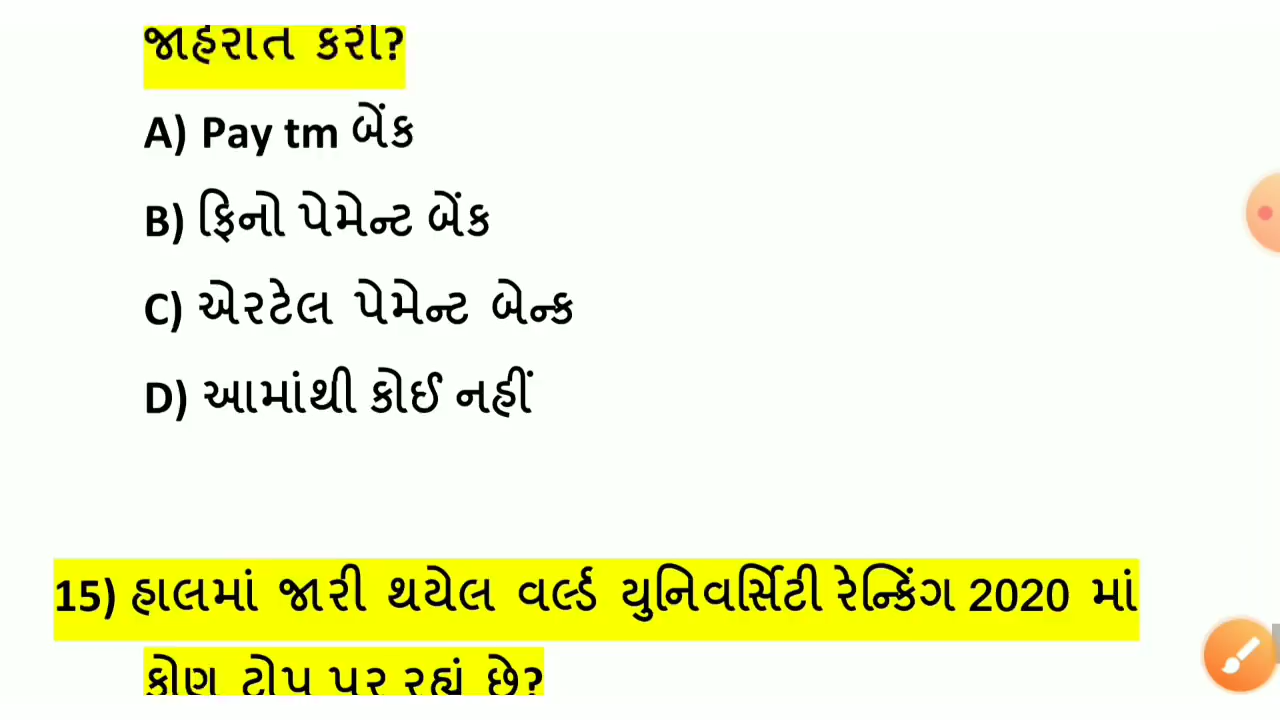 જાહેરાત કરી?
A) Pay tm બેંક
B) ફિનો પેમેન્ટ બેંક
C) એરટેલ પેમેન્ટ બેન્ક
D) આમાંથી કોઈ નહીં
15) હાલમાં જારી થયેલ વર્લ્ડ યુનિવર્સિટી રેન્કિંગ 2020 માં
કોણ ટોપ પર રહ્યું છે?